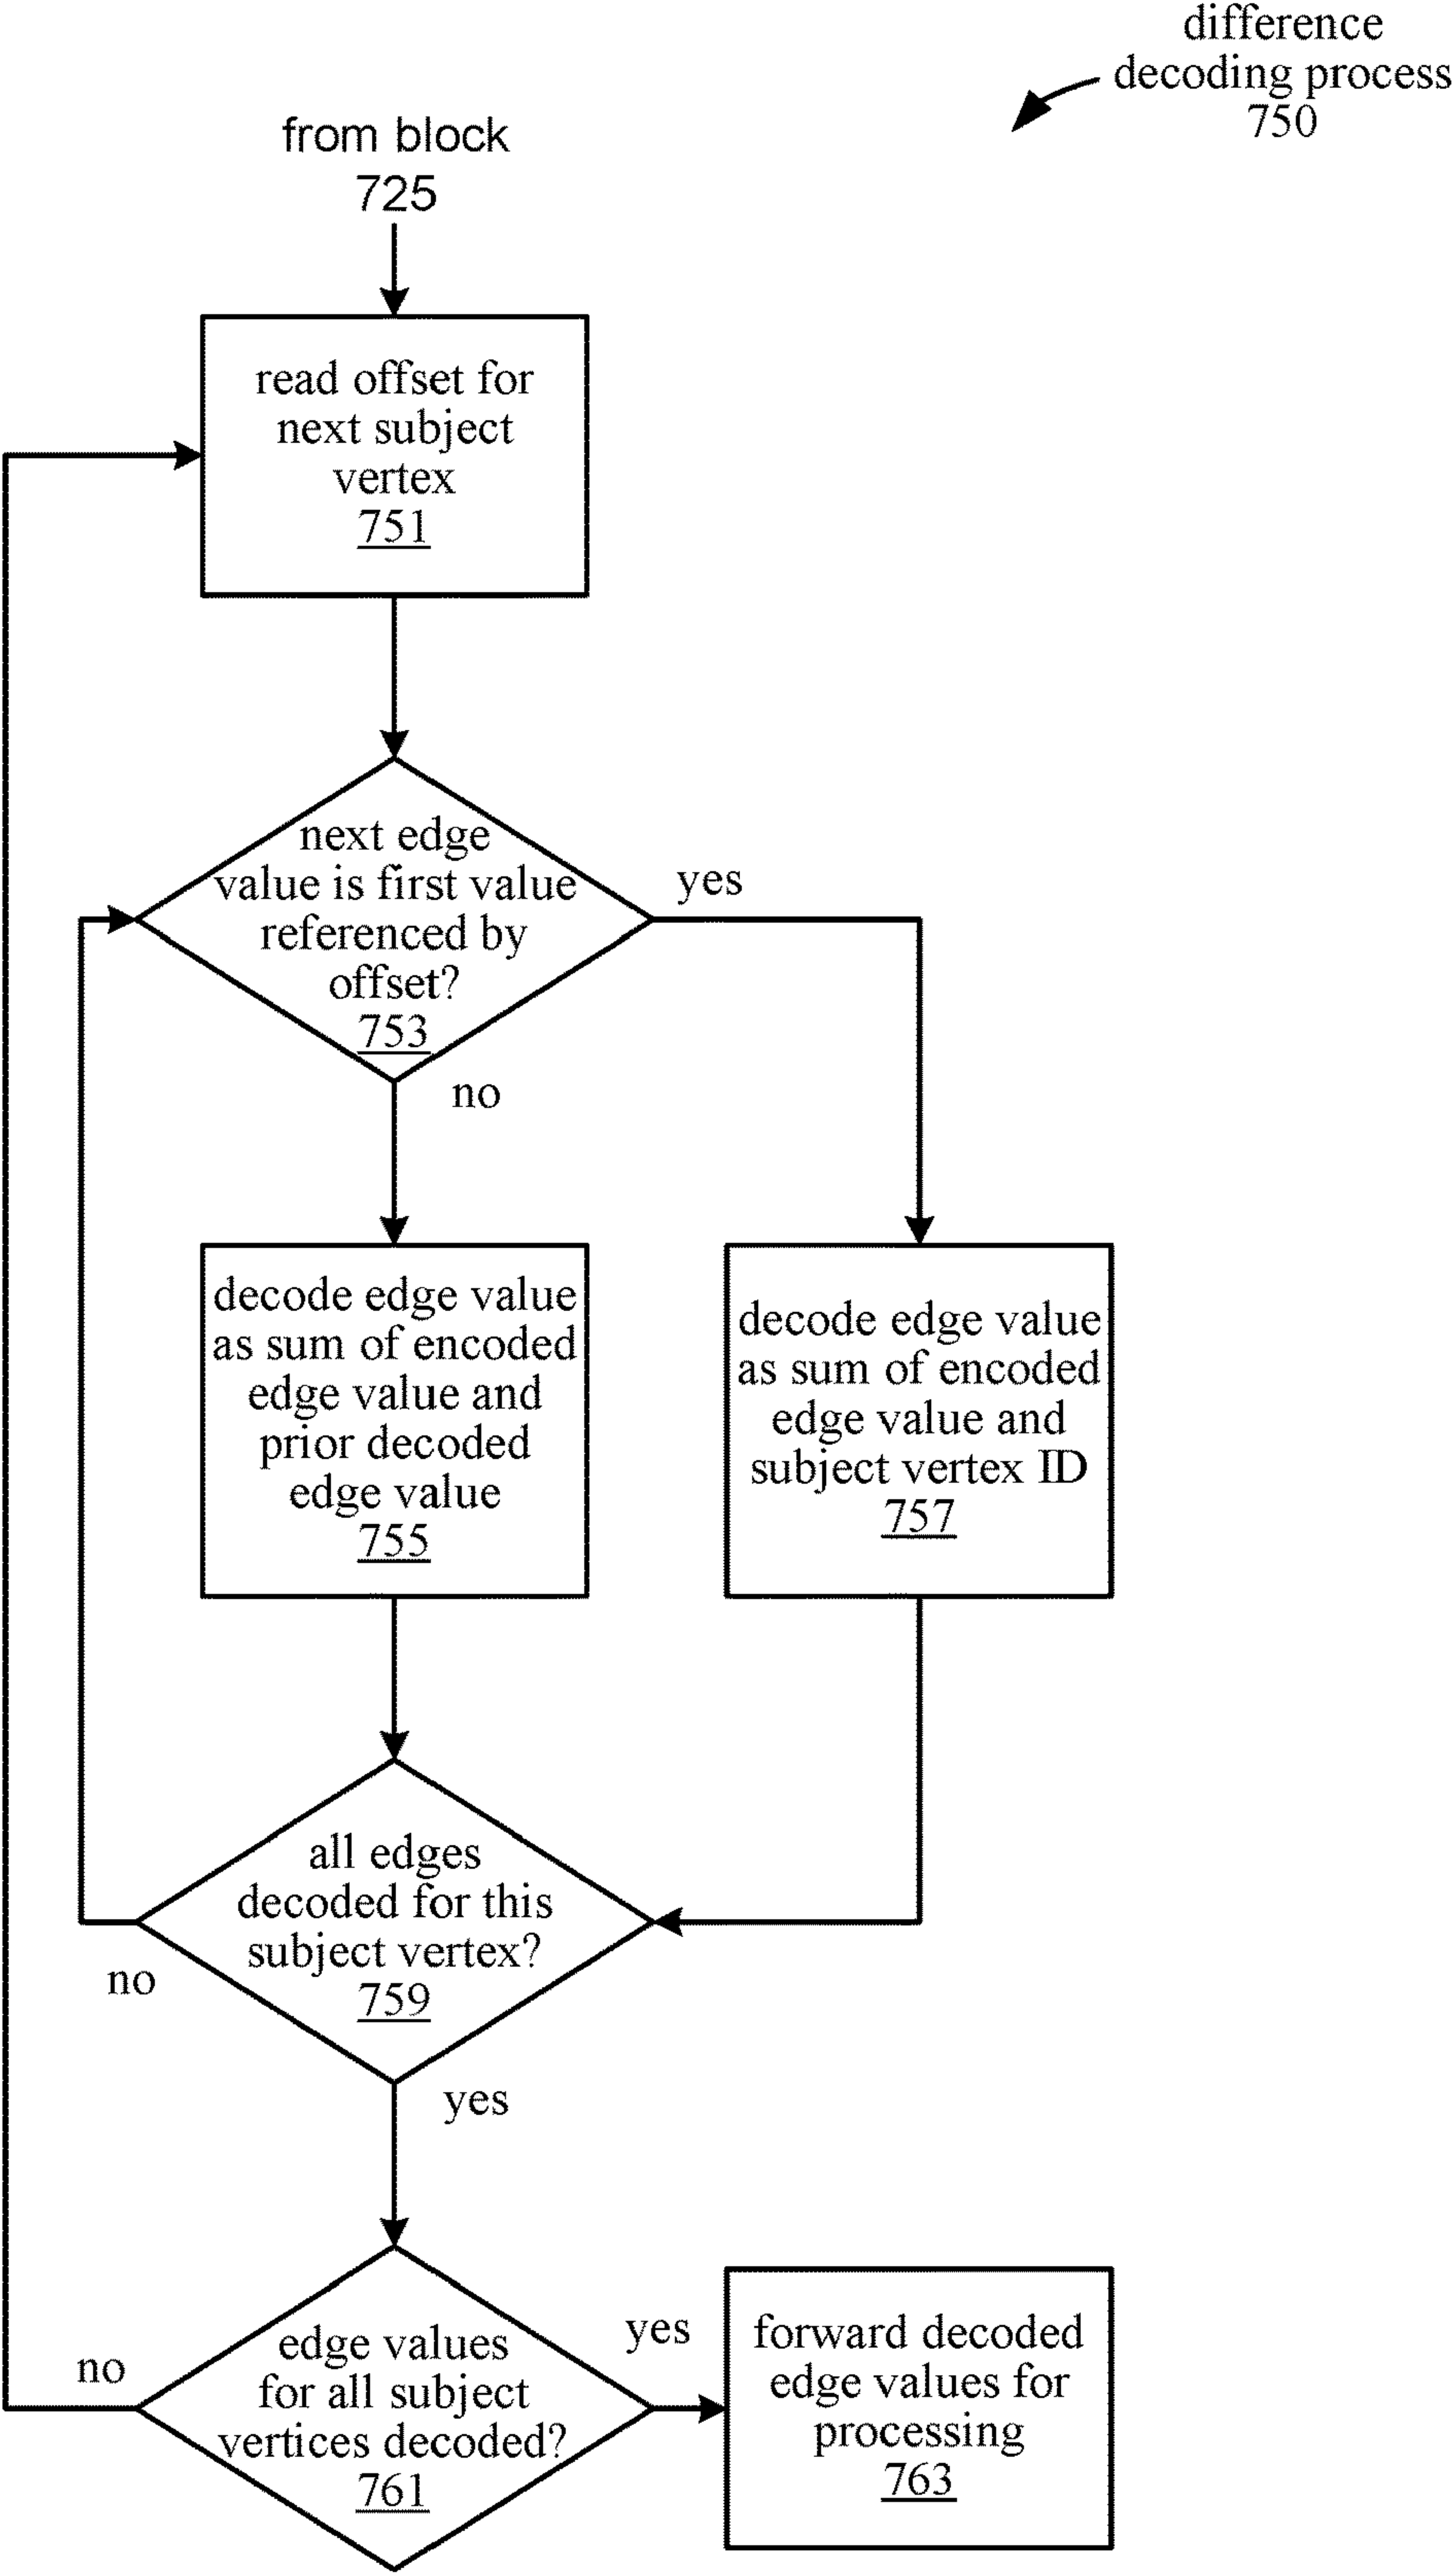 difference
decoding process
750
from block
725
read offset for
next subject
vertex
751
next edge
value is first value
referenced by
offset?
753
yes
no
decode edge value
as sum of encoded
edge value and
prior decoded
edge value
755
decode edge value
as sum of encoded
edge value and
subject vertex ID
757
all edges
decoded for this
subject vertex?
759
no
yes
edge values
for all subject
vertices decoded?
761
no
yes
forward decoded
edge values for
processing
763